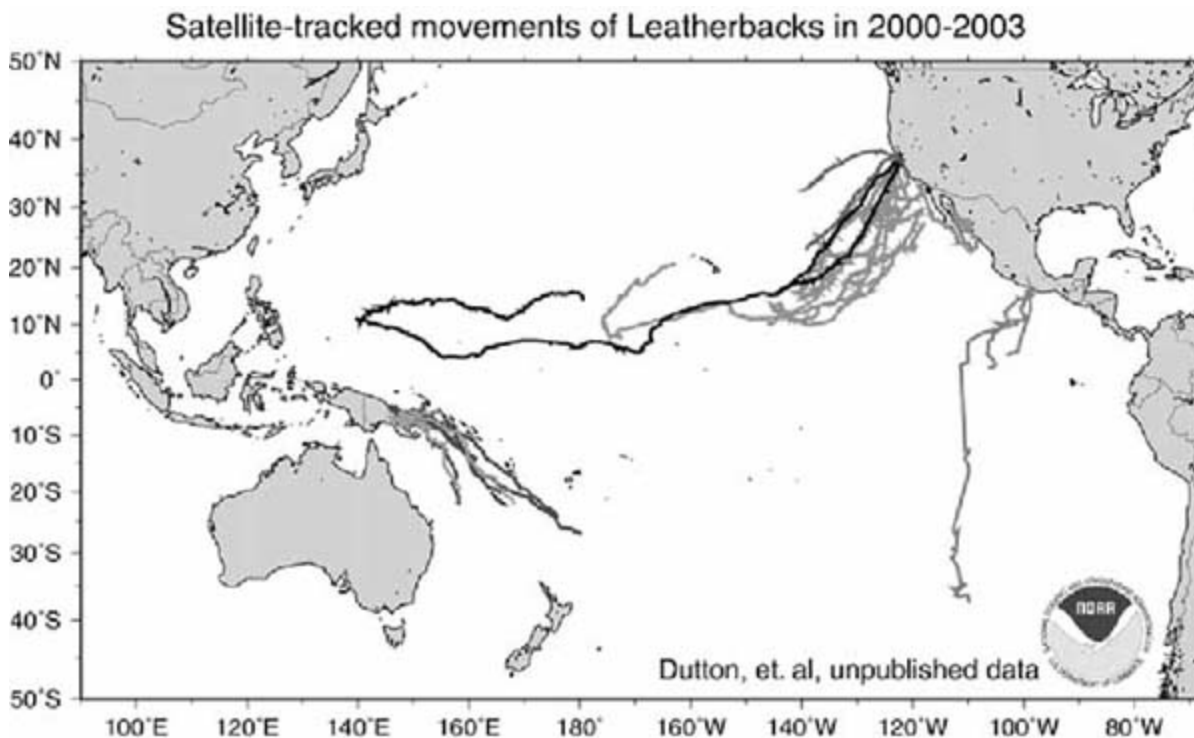 Satellite-tracked movements of Leatherbacks in 2000-2003
50˚N
40˚N
30˚N
20˚N
10˚N
0˚
10˚S
20˚S
30˚S
40˚S
50˚S
NOAA
Dutton, et. al, unpublished data
100˚E 120˚E 140˚E 160˚E 180˚ 160˚W 140˚W 120˚W 100˚W 80˚W